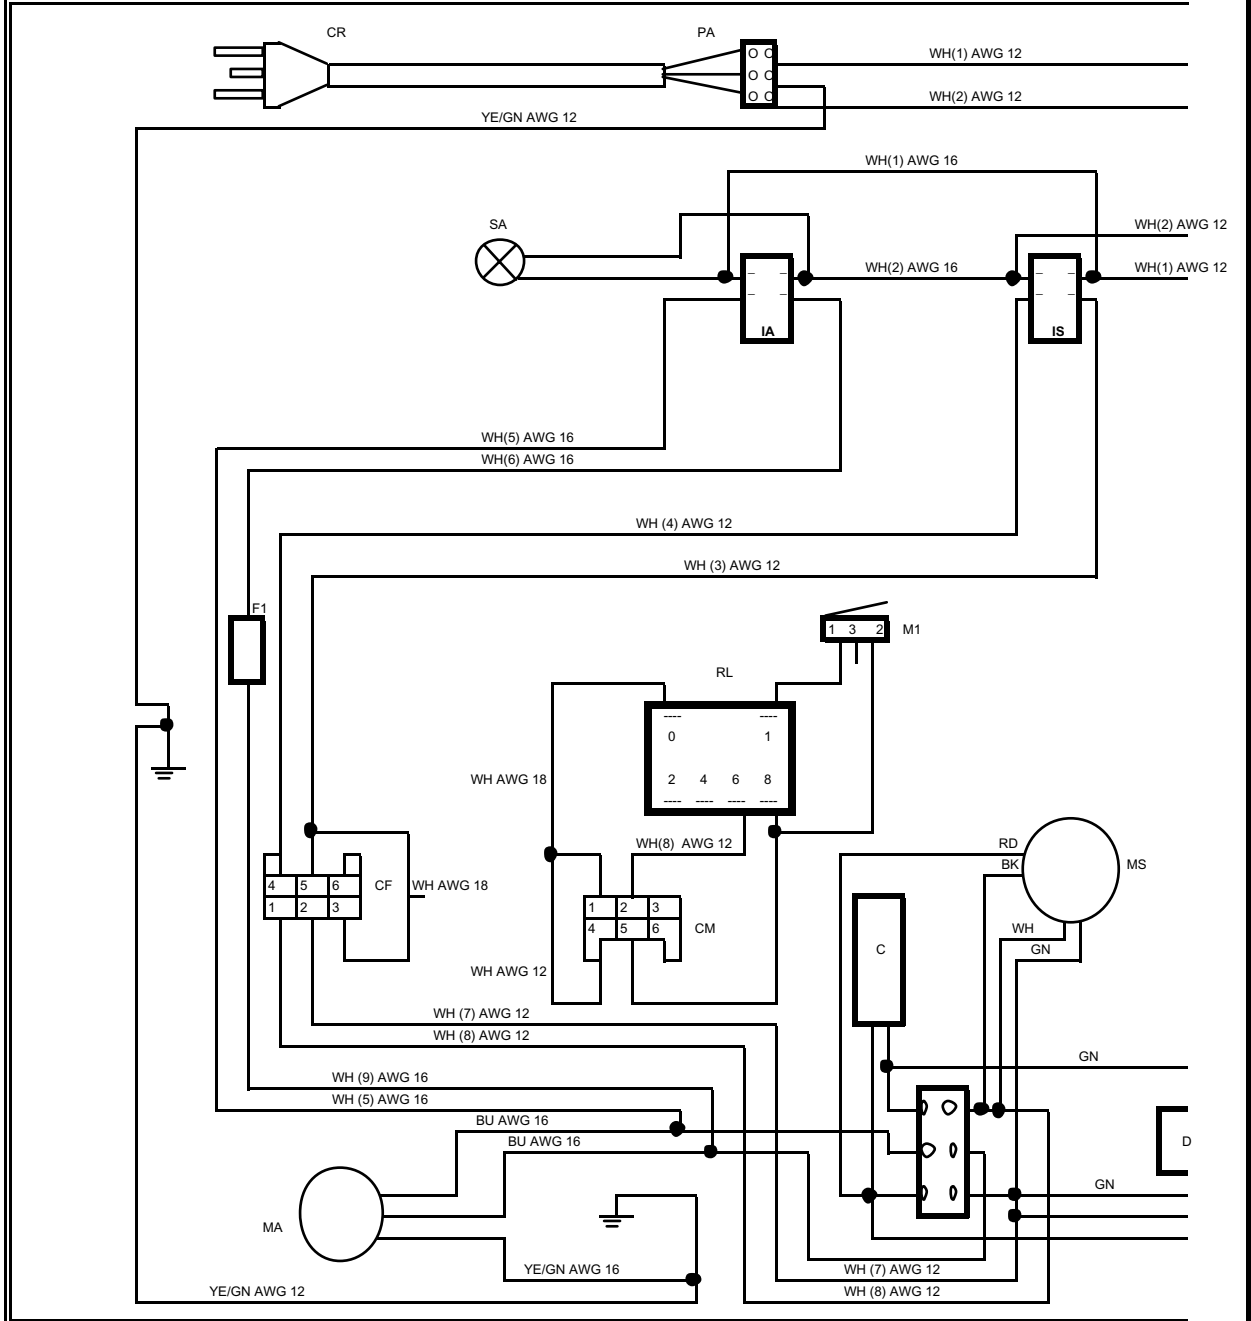 CR
PA
WH(1) AWG 12
WH(2) AWG 12
YE/GN AWG 12
WH(1) AWG 16
SA
WH(2) AWG 12
WH(2) AWG 16
WH(1) AWG 12
IA
IS
WH(5) AWG 16
WH(6) AWG 16
WH (4) AWG 12
WH (3) AWG 12
F1
1 3 2
M1
RL
0 1
WH AWG 18
2 4 6 8
WH(8) AWG 12
RD
BK
MS
4 5 6
CF
WH AWG 18
1 2 3
1 2 3
4 5 6
CM
WH
GN
C
WH AWG 12
WH (7) AWG 12
WH (8) AWG 12
GN
WH (9) AWG 16
WH (5) AWG 16
BU AWG 16
BU AWG 16
D
GN
MA
YE/GN AWG 16
WH (7) AWG 12
YE/GN AWG 12
WH (8) AWG 12